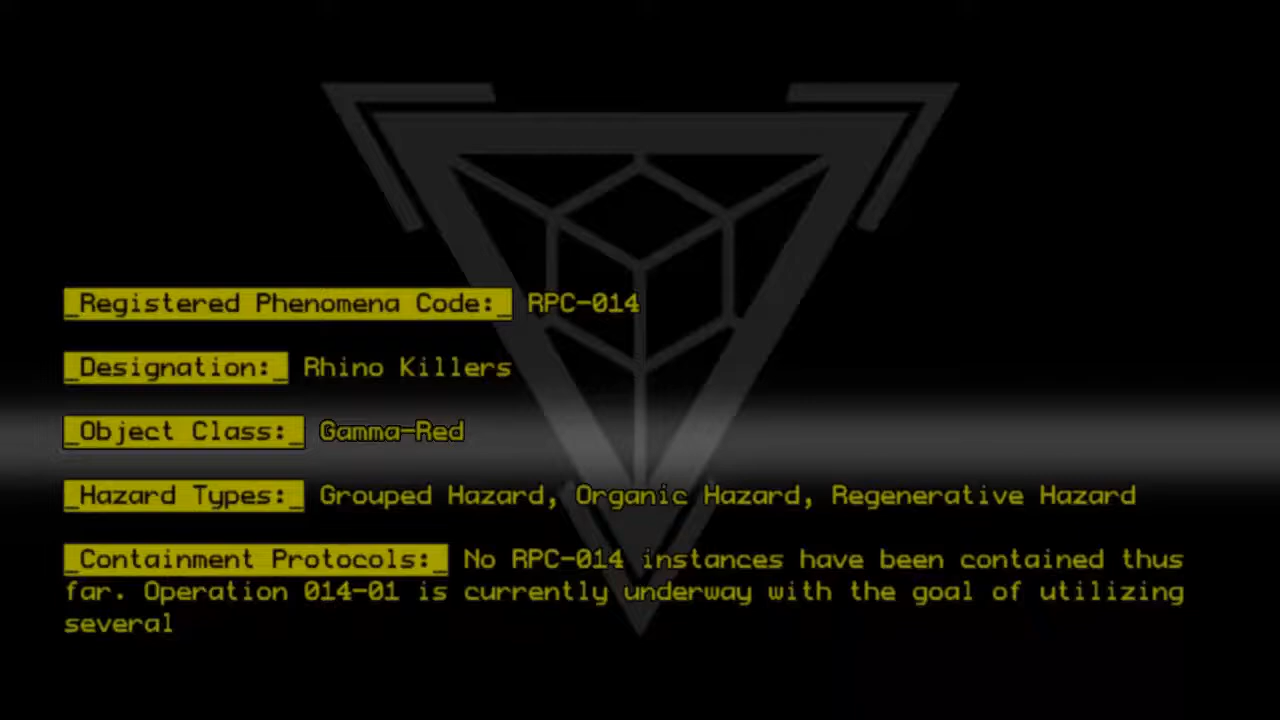 _Registered Phenomena Code:_ RPC-014
_Designation:_ Rhino Killers
_Object Class:_ Gamma-Red
_Hazard Types:_ Grouped Hazard, Organic Hazard, Regenerative Hazard
_Containment Protocols:_ No RPC-014 instances have been contained thus
far. Operation 014-01 is currently underway with the goal of utilizing
several